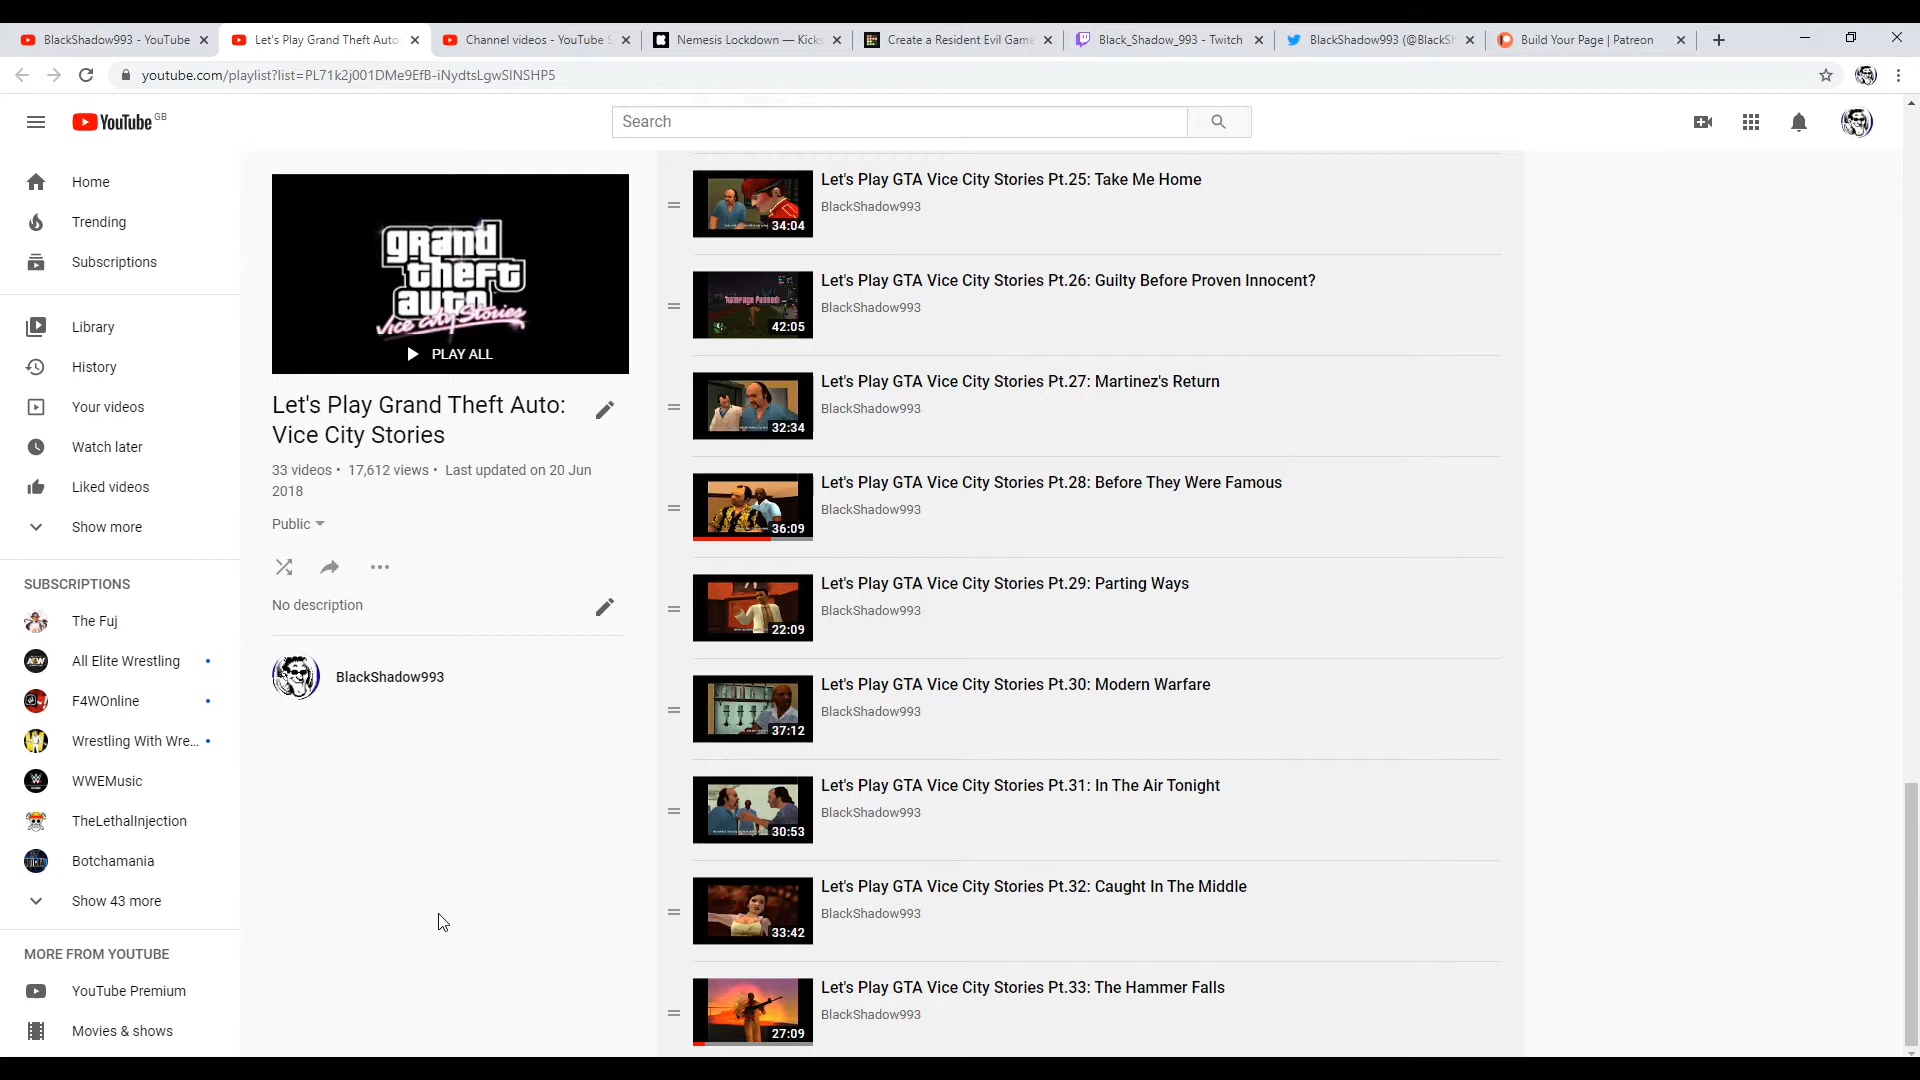 BlackShadow993 - YouTube
Let's Play Grand Theft Auto:
Channel videos - YouTube S
Nemesis Lockdown — Kicks
Create a Resident Evil Game
Black_Shadow_993 - Twitch
BlackShadow993 (@BlackSh
Build Your Page | Patreon
youtube.com/playlist?list=PL71k2j001DMe9EfB-iNydtsLgwSINSHP5
YouTube GB
Search
Home
Trending
Subscriptions
Library
History
Your videos
Watch later
Liked videos
Show more
SUBSCRIPTIONS
The Fuj
All Elite Wrestling
F4WOnline
Wrestling With Wre...
WWEMusic
TheLethalInjection
Botchamania
Show 43 more
MORE FROM YOUTUBE
YouTube Premium
Movies & shows
grand
theft
auto
Vice City Stories
PLAY ALL
Let's Play Grand Theft Auto:
Vice City Stories
33 videos • 17,612 views • Last updated on 20 Jun
2018
Public
No description
BlackShadow993
Let's Play GTA Vice City Stories Pt.25: Take Me Home
BlackShadow993
34:04
Let's Play GTA Vice City Stories Pt.26: Guilty Before Proven Innocent?
BlackShadow993
Rampage Passed!
42:05
Let's Play GTA Vice City Stories Pt.27: Martinez's Return
BlackShadow993
32:34
Let's Play GTA Vice City Stories Pt.28: Before They Were Famous
BlackShadow993
36:09
Let's Play GTA Vice City Stories Pt.29: Parting Ways
BlackShadow993
22:09
Let's Play GTA Vice City Stories Pt.30: Modern Warfare
BlackShadow993
37:12
Let's Play GTA Vice City Stories Pt.31: In The Air Tonight
BlackShadow993
30:53
Let's Play GTA Vice City Stories Pt.32: Caught In The Middle
BlackShadow993
33:42
Let's Play GTA Vice City Stories Pt.33: The Hammer Falls
BlackShadow993
27:09